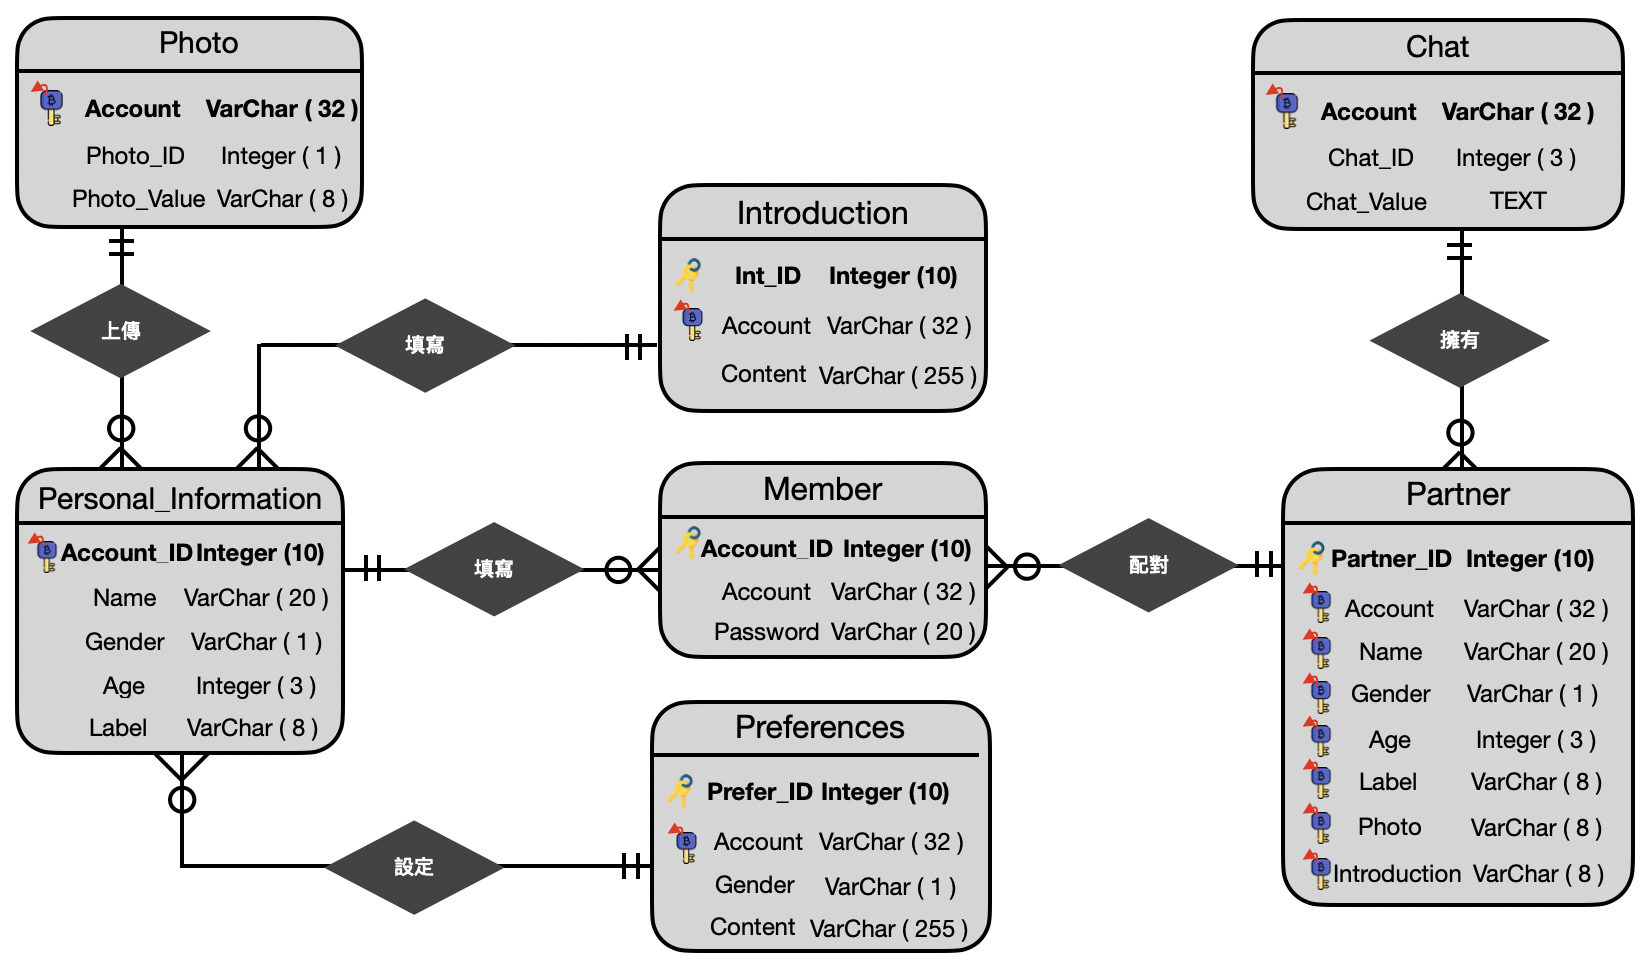 Photo
Account VarChar ( 32 )
Photo_ID Integer ( 1 )
Photo_Value VarChar ( 8 )
Chat
Account VarChar ( 32 )
Chat_ID Integer ( 3 )
Chat_Value TEXT
Introduction
Int_ID Integer (10)
Account VarChar ( 32 )
Content VarChar ( 255 )
上傳
填寫
擁有
Personal_Information
Account_ID Integer (10)
Name VarChar ( 20 )
Gender VarChar ( 1 )
Age Integer ( 3 )
Label VarChar ( 8 )
填寫
Member
Account_ID Integer (10)
Account VarChar ( 32 )
Password VarChar ( 20 )
配對
Partner
Partner_ID Integer (10)
Account VarChar ( 32 )
Name VarChar ( 20 )
Gender VarChar ( 1 )
Age Integer ( 3 )
Label VarChar ( 8 )
Photo VarChar ( 8 )
Introduction VarChar ( 8 )
設定
Preferences
Prefer_ID Integer (10)
Account VarChar ( 32 )
Gender VarChar ( 1 )
Content VarChar ( 255 )